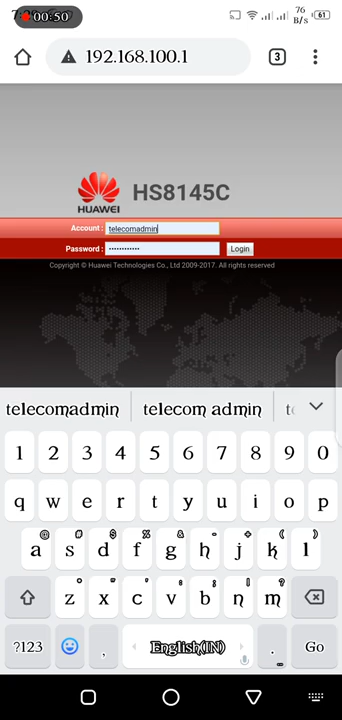 00:50
76
B/s
61
192.168.100.1
3
HUAWEI
HS8145C
Account :
telecomadmin
Password :
••••••••••••
Login
Copyright © Huawei Technologies Co., Ltd 2009-2017. All rights reserved
telecomadmin
telecom admin
1 2 3 4 5 6 7 8 9 0
q w e r t y u i o p
@ # $ % & - + ( )
a s d f g h j k l
* " ' : ; ! ?
z x c v b n m
?123 , English(IN) . Go